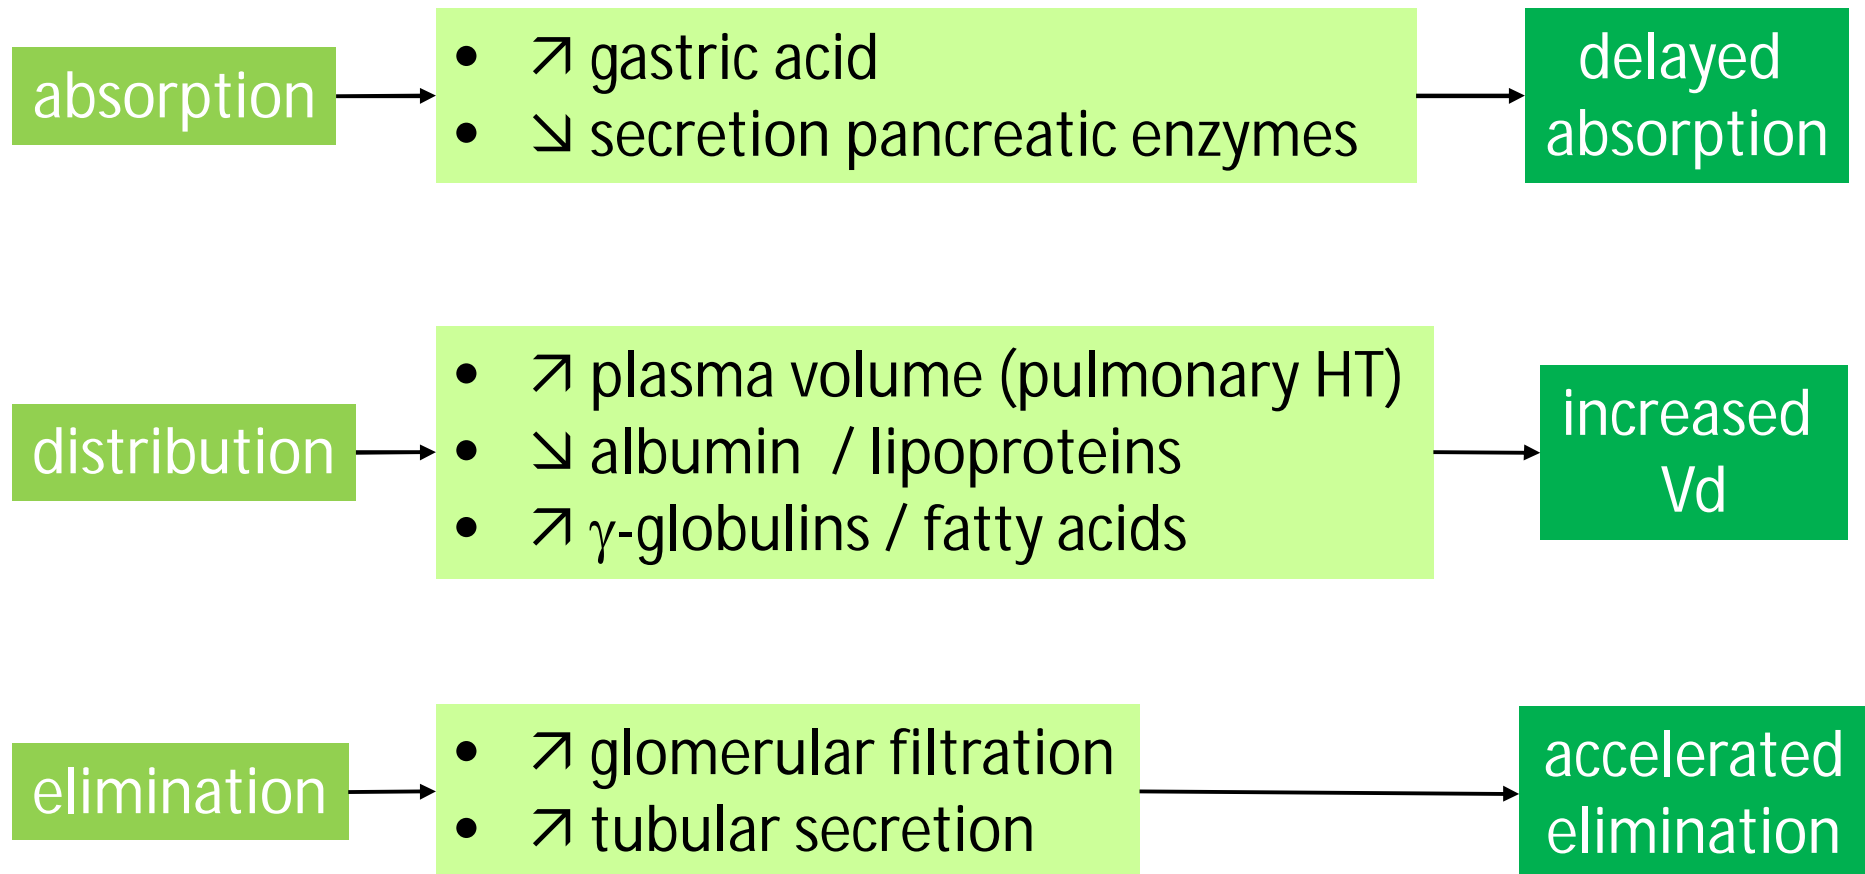 absorption
• ↗ gastric acid
• ↘ secretion pancreatic enzymes
delayed
absorption
distribution
• ↗ plasma volume (pulmonary HT)
• ↘ albumin / lipoproteins
• ↗ γ-globulins / fatty acids
increased
Vd
elimination
• ↗ glomerular filtration
• ↗ tubular secretion
accelerated
elimination